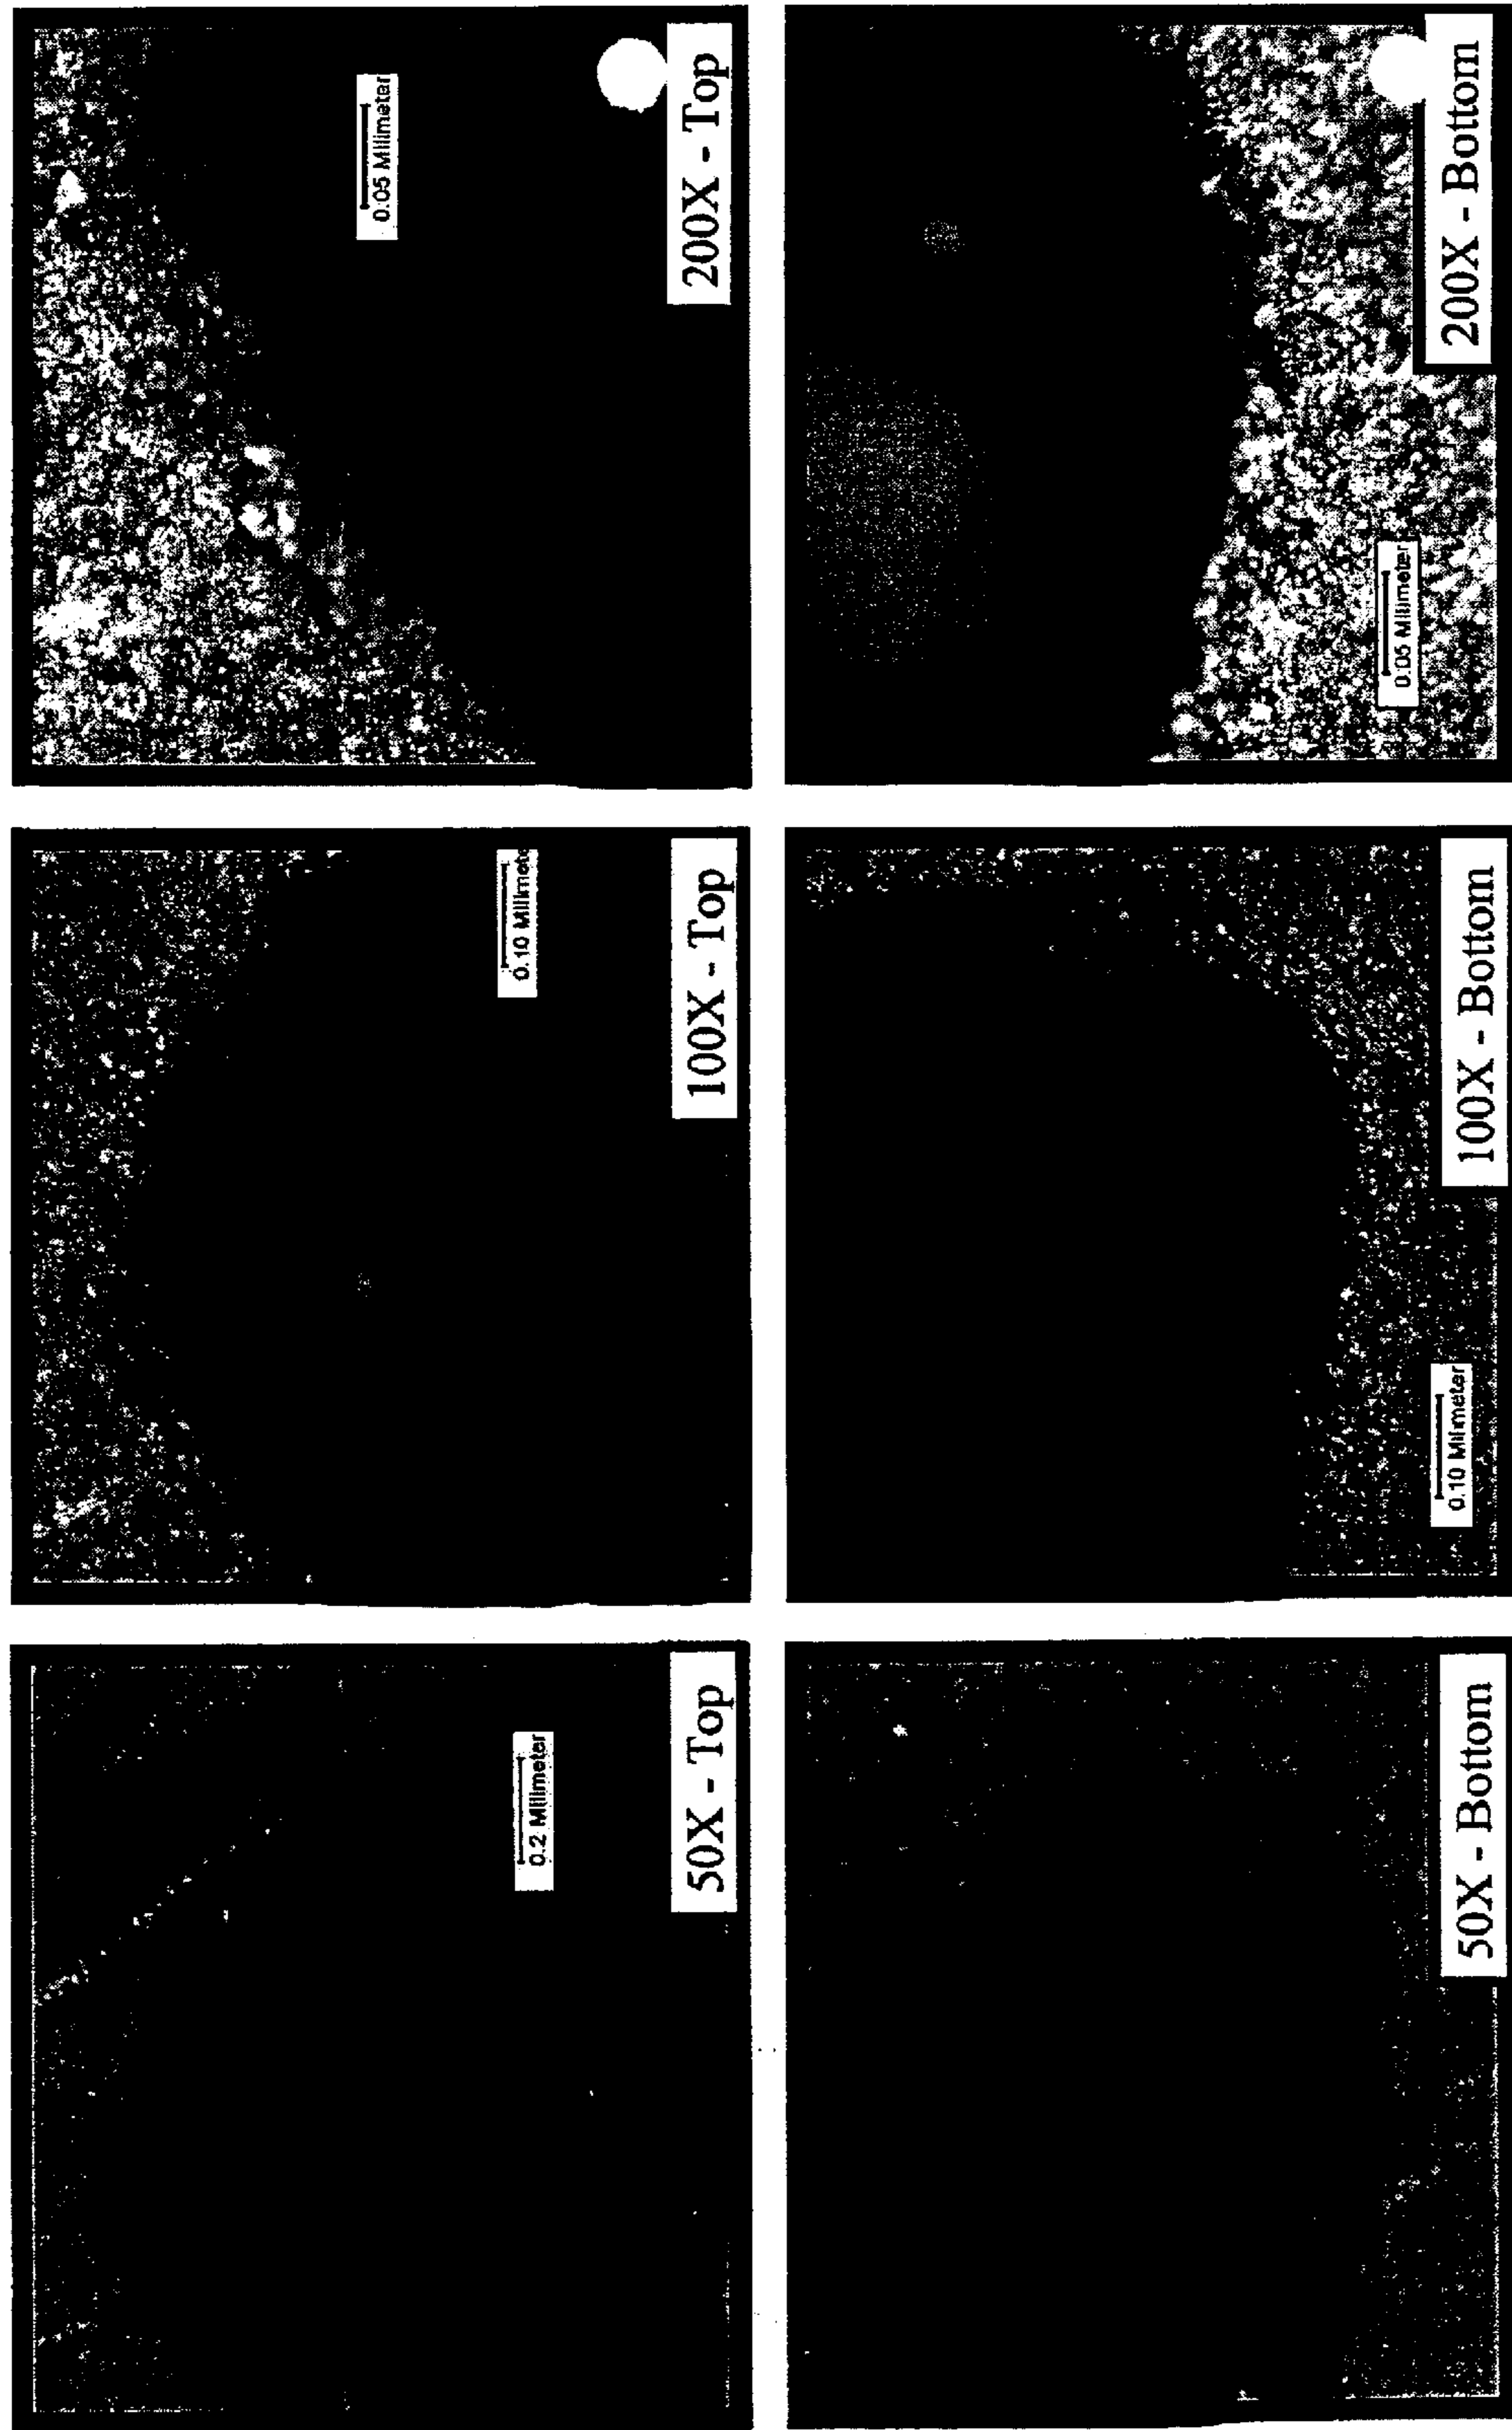 0.2 Millimeter
50X - Top
0.10 Millimete
100X - Top
0.05 Millimeter
200X - Top
50X - Bottom
0.10 Millimeter
100X - Bottom
0.05 Millimeter
200X - Bottom